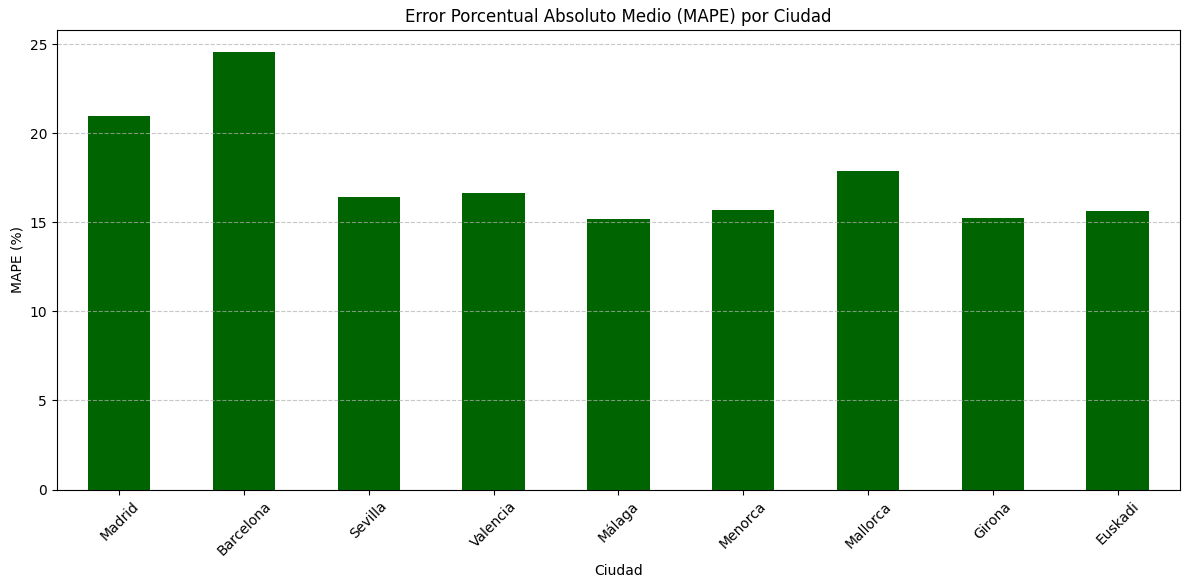 Error Porcentual Absoluto Medio (MAPE) por Ciudad
MAPE (%)
25
20
15
10
5
0
Madrid
Barcelona
Sevilla
Valencia
Málaga
Menorca
Mallorca
Girona
Euskadi
Ciudad